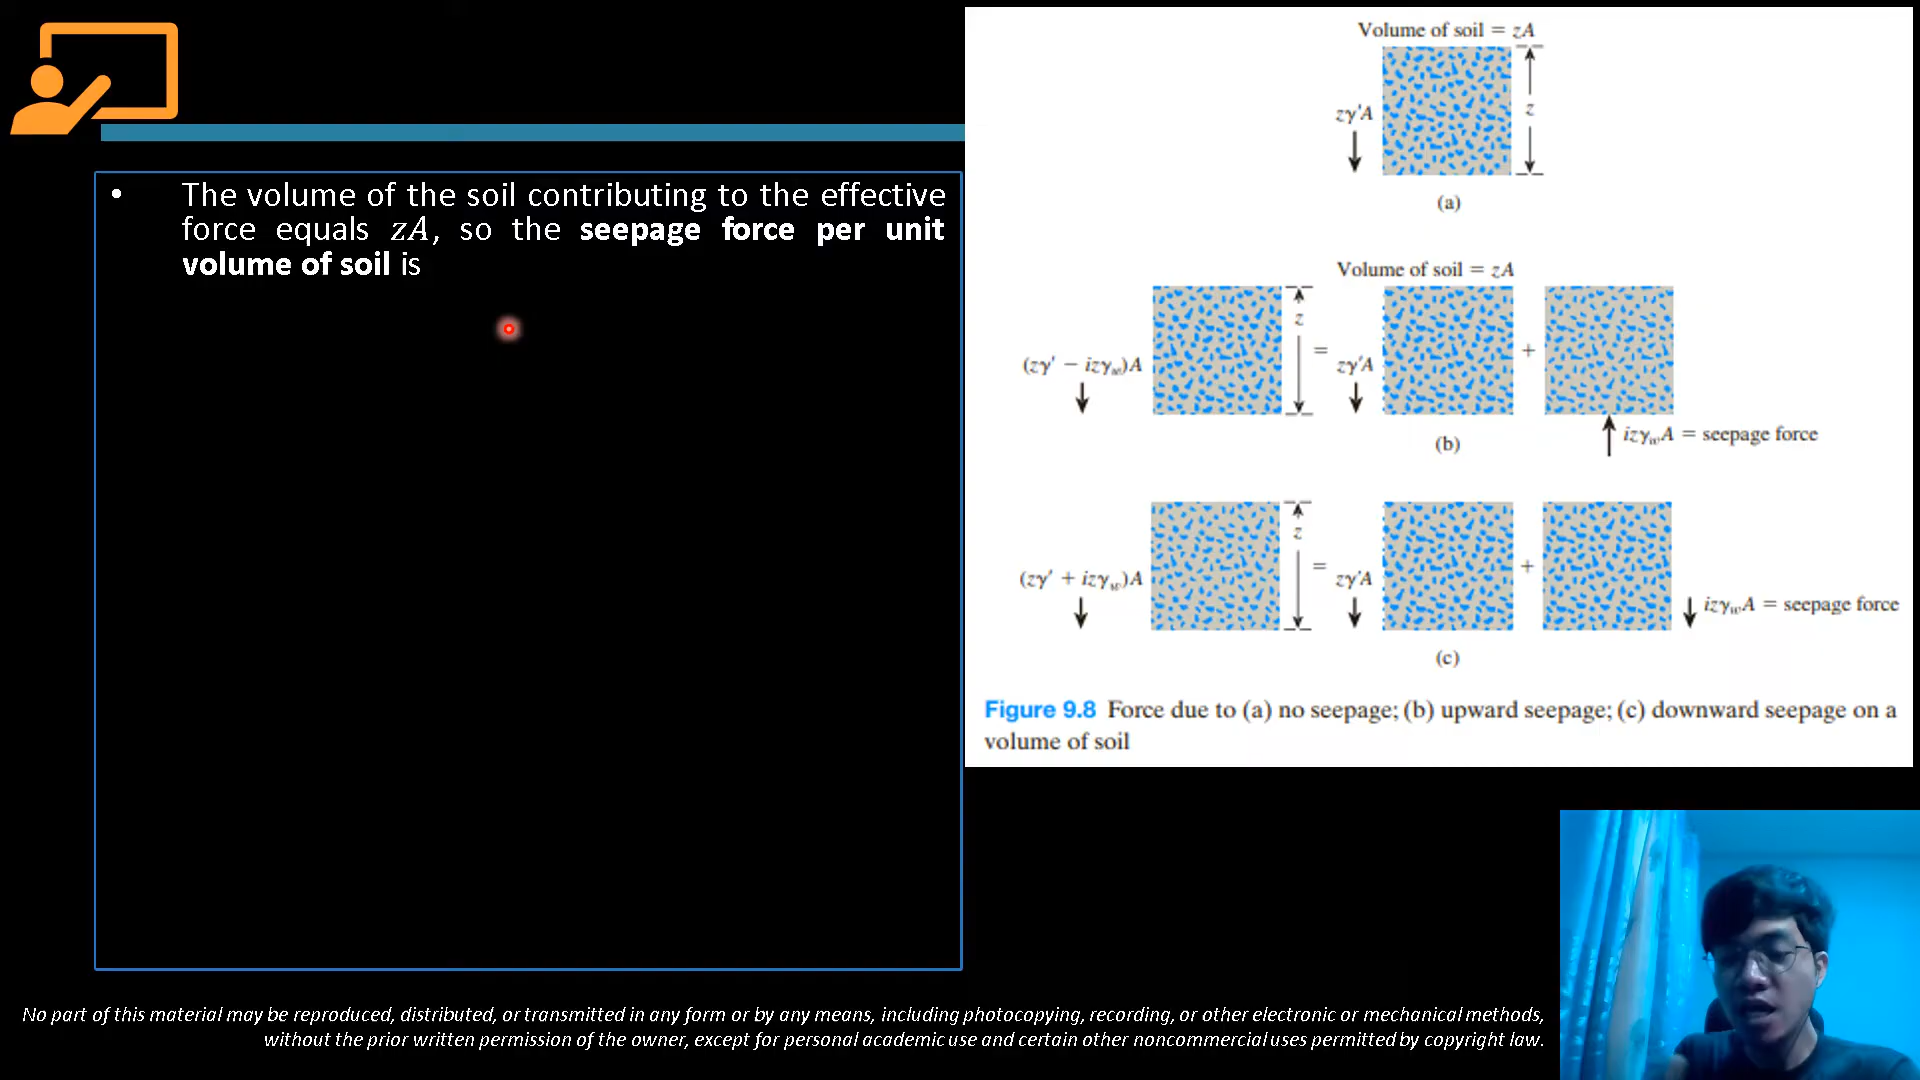 • The volume of the soil contributing to the effective
force equals zA, so the seepage force per unit
volume of soil is
Volume of soil = zA
zγ′A
z
(a)
Volume of soil = zA
(zγ′ − izγw)A
z
=
zγ′A
+
izγwA = seepage force
(b)
(zγ′ + izγw)A
z
=
zγ′A
+
izγwA = seepage force
(c)
Figure 9.8 Force due to (a) no seepage; (b) upward seepage; (c) downward seepage on a
volume of soil
No part of this material may be reproduced, distributed, or transmitted in any form or by any means, including photocopying, recording, or other electronic or mechanical methods,
without the prior written permission of the owner, except for personal academic use and certain other noncommercial uses permitted by copyright law.